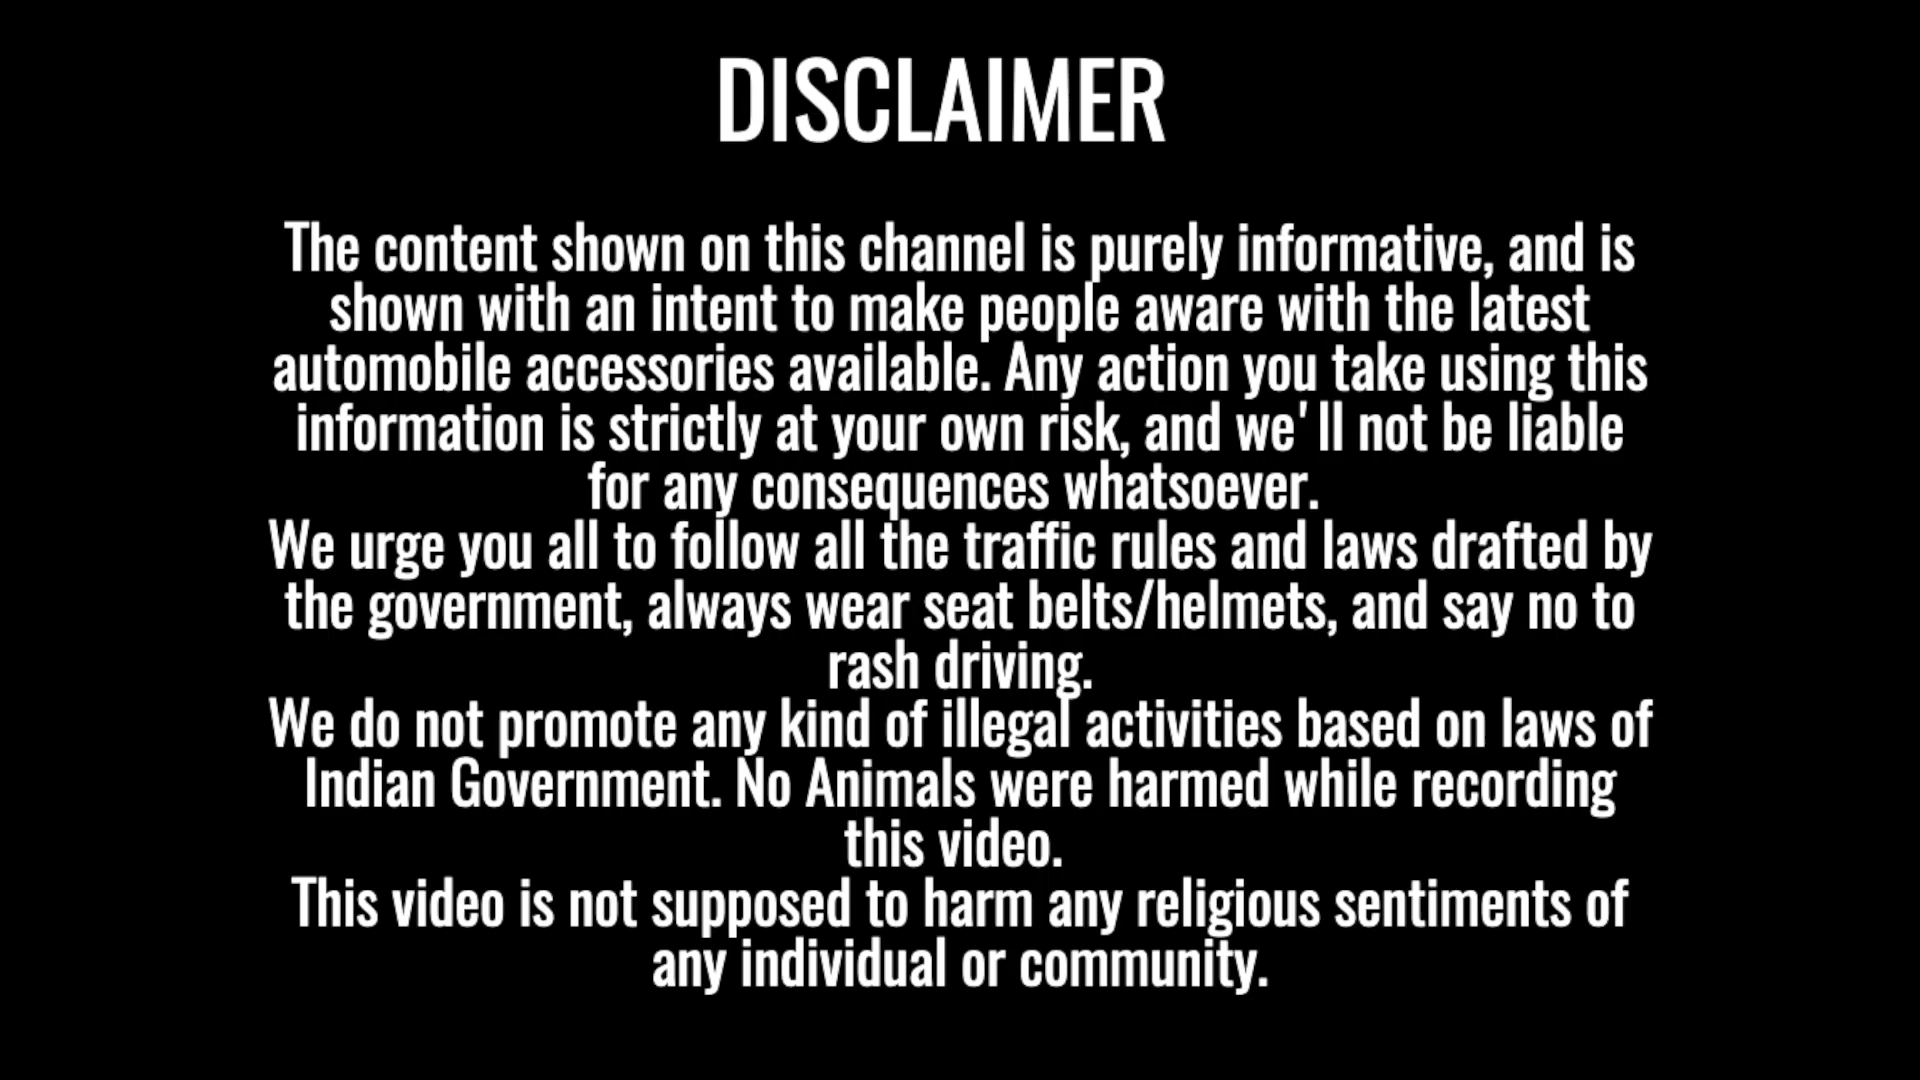 DISCLAIMER
The content shown on this channel is purely informative, and is
shown with an intent to make people aware with the latest
automobile accessories available. Any action you take using this
information is strictly at your own risk, and we'll not be liable
for any consequences whatsoever.
We urge you all to follow all the traffic rules and laws drafted by
the government, always wear seat belts/helmets, and say no to
rash driving.
We do not promote any kind of illegal activities based on laws of
Indian Government. No Animals were harmed while recording
this video.
This video is not supposed to harm any religious sentiments of
any individual or community.